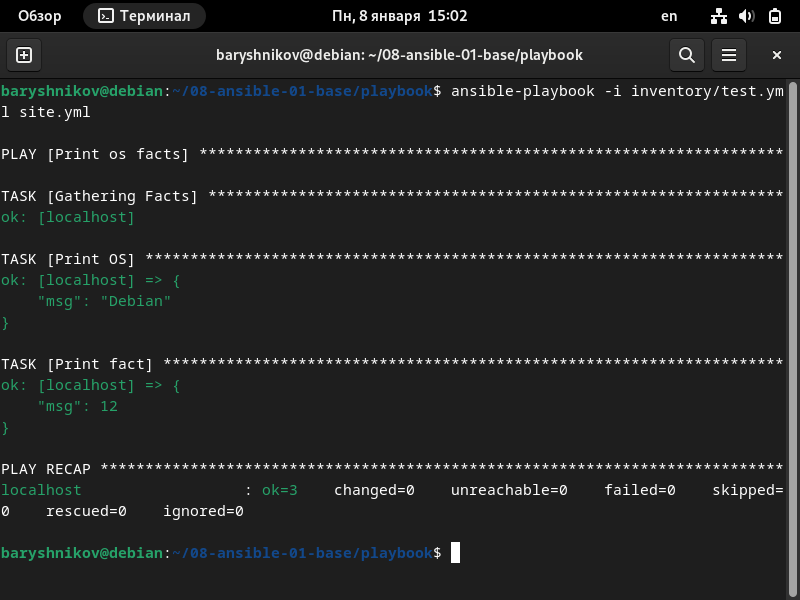 Обзор Терминал Пн, 8 января 15:02 en
baryshnikov@debian: ~/08-ansible-01-base/playbook
baryshnikov@debian:~/08-ansible-01-base/playbook$ ansible-playbook -i inventory/test.ym
l site.yml
PLAY [Print os facts] *****************************************************************
TASK [Gathering Facts] ****************************************************************
ok: [localhost]
TASK [Print OS] ***********************************************************************
ok: [localhost] => {
    "msg": "Debian"
}
TASK [Print fact] *********************************************************************
ok: [localhost] => {
    "msg": 12
}
PLAY RECAP ****************************************************************************
localhost                  : ok=3    changed=0    unreachable=0    failed=0    skipped=
0    rescued=0    ignored=0
baryshnikov@debian:~/08-ansible-01-base/playbook$